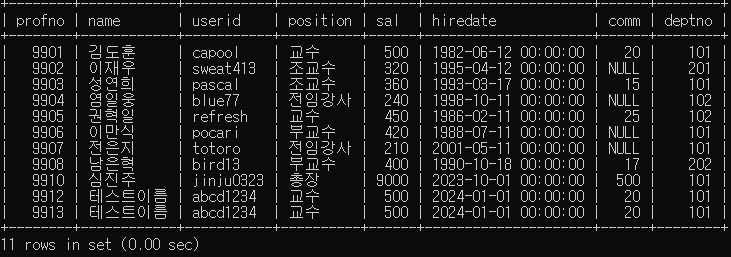 | profno | name | userid | position | sal | hiredate | comm | deptno |
| 9901 | 김도훈 | capool | 교수 | 500 | 1982-06-12 00:00:00 | 20 | 101 |
| 9902 | 이재우 | sweat413 | 조교수 | 320 | 1995-04-12 00:00:00 | NULL | 201 |
| 9903 | 성연희 | pascal | 조교수 | 360 | 1993-03-17 00:00:00 | 15 | 101 |
| 9904 | 염일웅 | blue77 | 전임강사 | 240 | 1998-10-11 00:00:00 | NULL | 102 |
| 9905 | 권혁일 | refresh | 교수 | 450 | 1986-02-11 00:00:00 | 25 | 102 |
| 9906 | 이만식 | pocari | 부교수 | 420 | 1988-07-11 00:00:00 | NULL | 101 |
| 9907 | 전은지 | totoro | 전임강사 | 210 | 2001-05-11 00:00:00 | NULL | 101 |
| 9908 | 남은혁 | bird13 | 부교수 | 400 | 1990-10-18 00:00:00 | 17 | 202 |
| 9910 | 심진주 | jinju0323 | 총장 | 9000 | 2023-10-01 00:00:00 | 500 | 101 |
| 9912 | 테스트이름 | abcd1234 | 교수 | 500 | 2024-01-01 00:00:00 | 20 | 101 |
| 9913 | 테스트이름 | abcd1234 | 교수 | 500 | 2024-01-01 00:00:00 | 20 | 101 |
11 rows in set (0.00 sec)